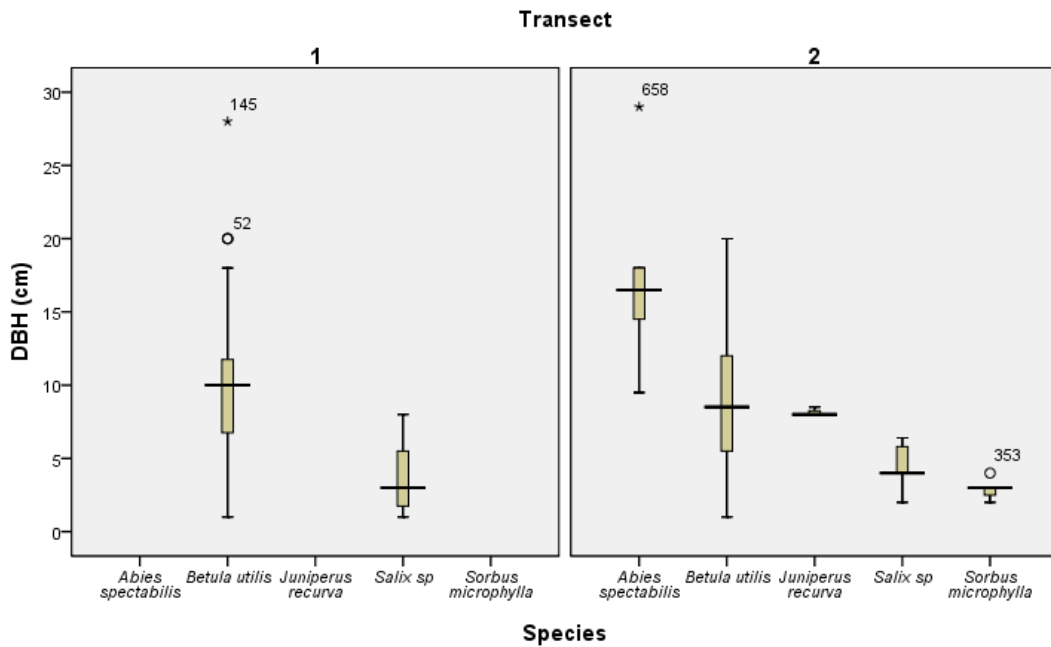 Transect
1
2
DBH (cm)
30
25
20
15
10
5
0
145
52
658
353
Abies spectabilis
Betula utilis
Juniperus recurva
Salix sp
Sorbus microphylla
Abies spectabilis
Betula utilis
Juniperus recurva
Salix sp
Sorbus microphylla
Species